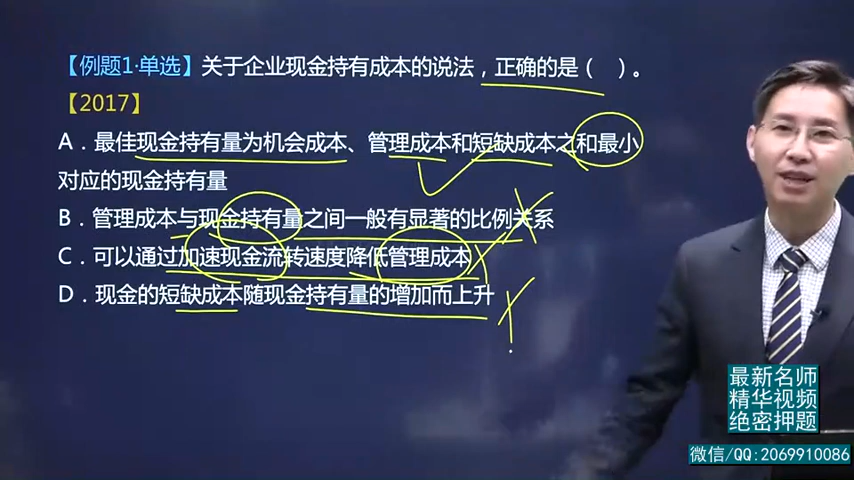 【例题1·单选】关于企业现金持有成本的说法，正确的是（ ）。
【2017】
A．最佳现金持有量为机会成本、管理成本和短缺成本之和最小
对应的现金持有量
B．管理成本与现金持有量之间一般有显著的比例关系
C．可以通过加速现金流转速度降低管理成本
D．现金的短缺成本随现金持有量的增加而上升
最新名师
精华视频
绝密押题
微信/QQ:2069910086